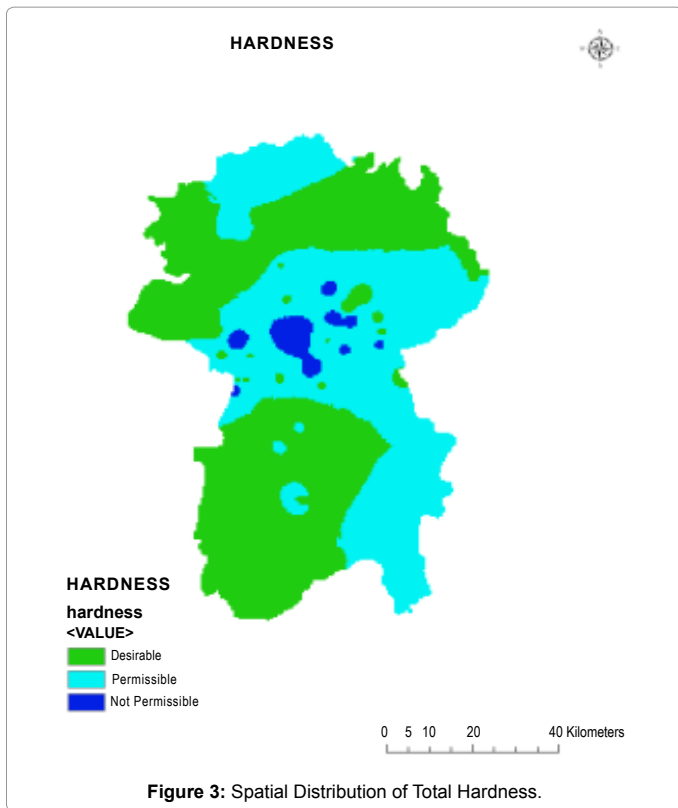 HARDNESS
N
HARDNESS
hardness
<VALUE>
Desirable
Permissible
Not Permissible
0 5 10 20 40 Kilometers
Figure 3: Spatial Distribution of Total Hardness.